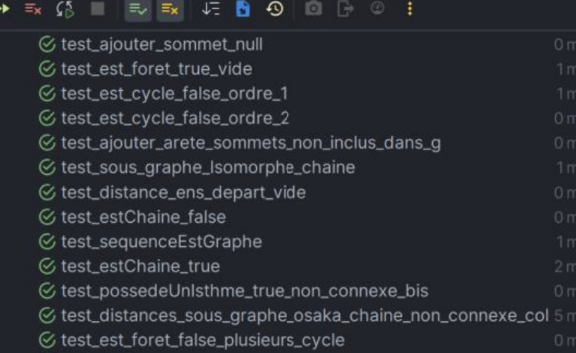 test_ajouter_sommet_null 0 m
test_est_foret_true_vide 1 m
test_est_cycle_false_ordre_1 1 m
test_est_cycle_false_ordre_2 0 m
test_ajouter_arete_sommets_non_inclus_dans_g 0 m
test_sous_graphe_Isomorphe_chaine 1 m
test_distance_ens_depart_vide 0 m
test_estChaine_false 0 m
test_sequenceEstGraphe 1 m
test_estChaine_true 2 m
test_possedeUnIsthme_true_non_connexe_bis 0 m
test_distances_sous_graphe_osaka_chaine_non_connexe_col 5 m
test_est_foret_false_plusieurs_cycle 0 m